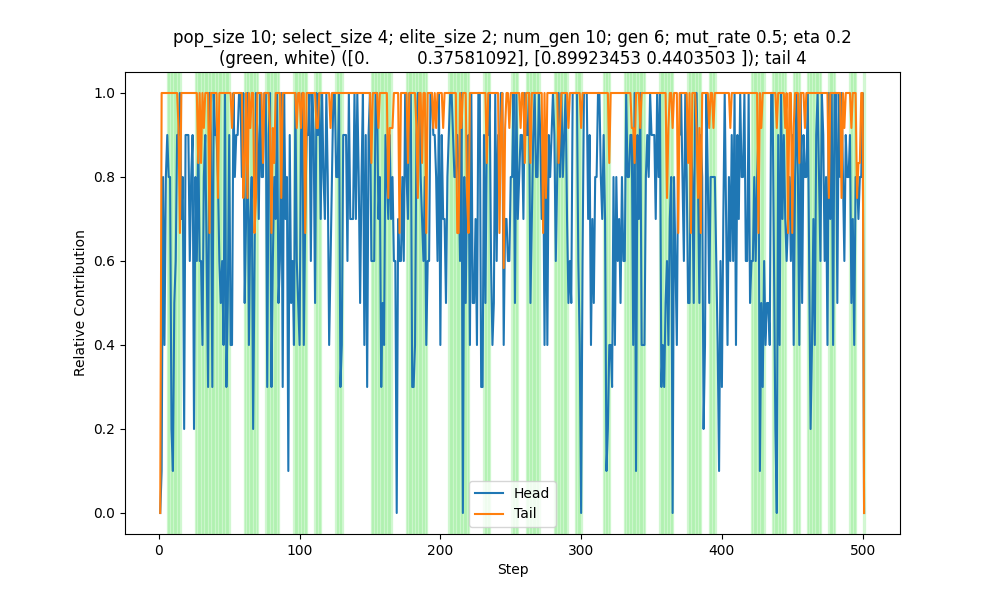 pop_size 10; select_size 4; elite_size 2; num_gen 10; gen 6; mut_rate 0.5; eta 0.2
(green, white) ([0. 0.37581092], [0.89923453 0.4403503 ]); tail 4
1.0
0.8
0.6
0.4
0.2
0.0
Relative Contribution
Head
Tail
0 100 200 300 400 500
Step